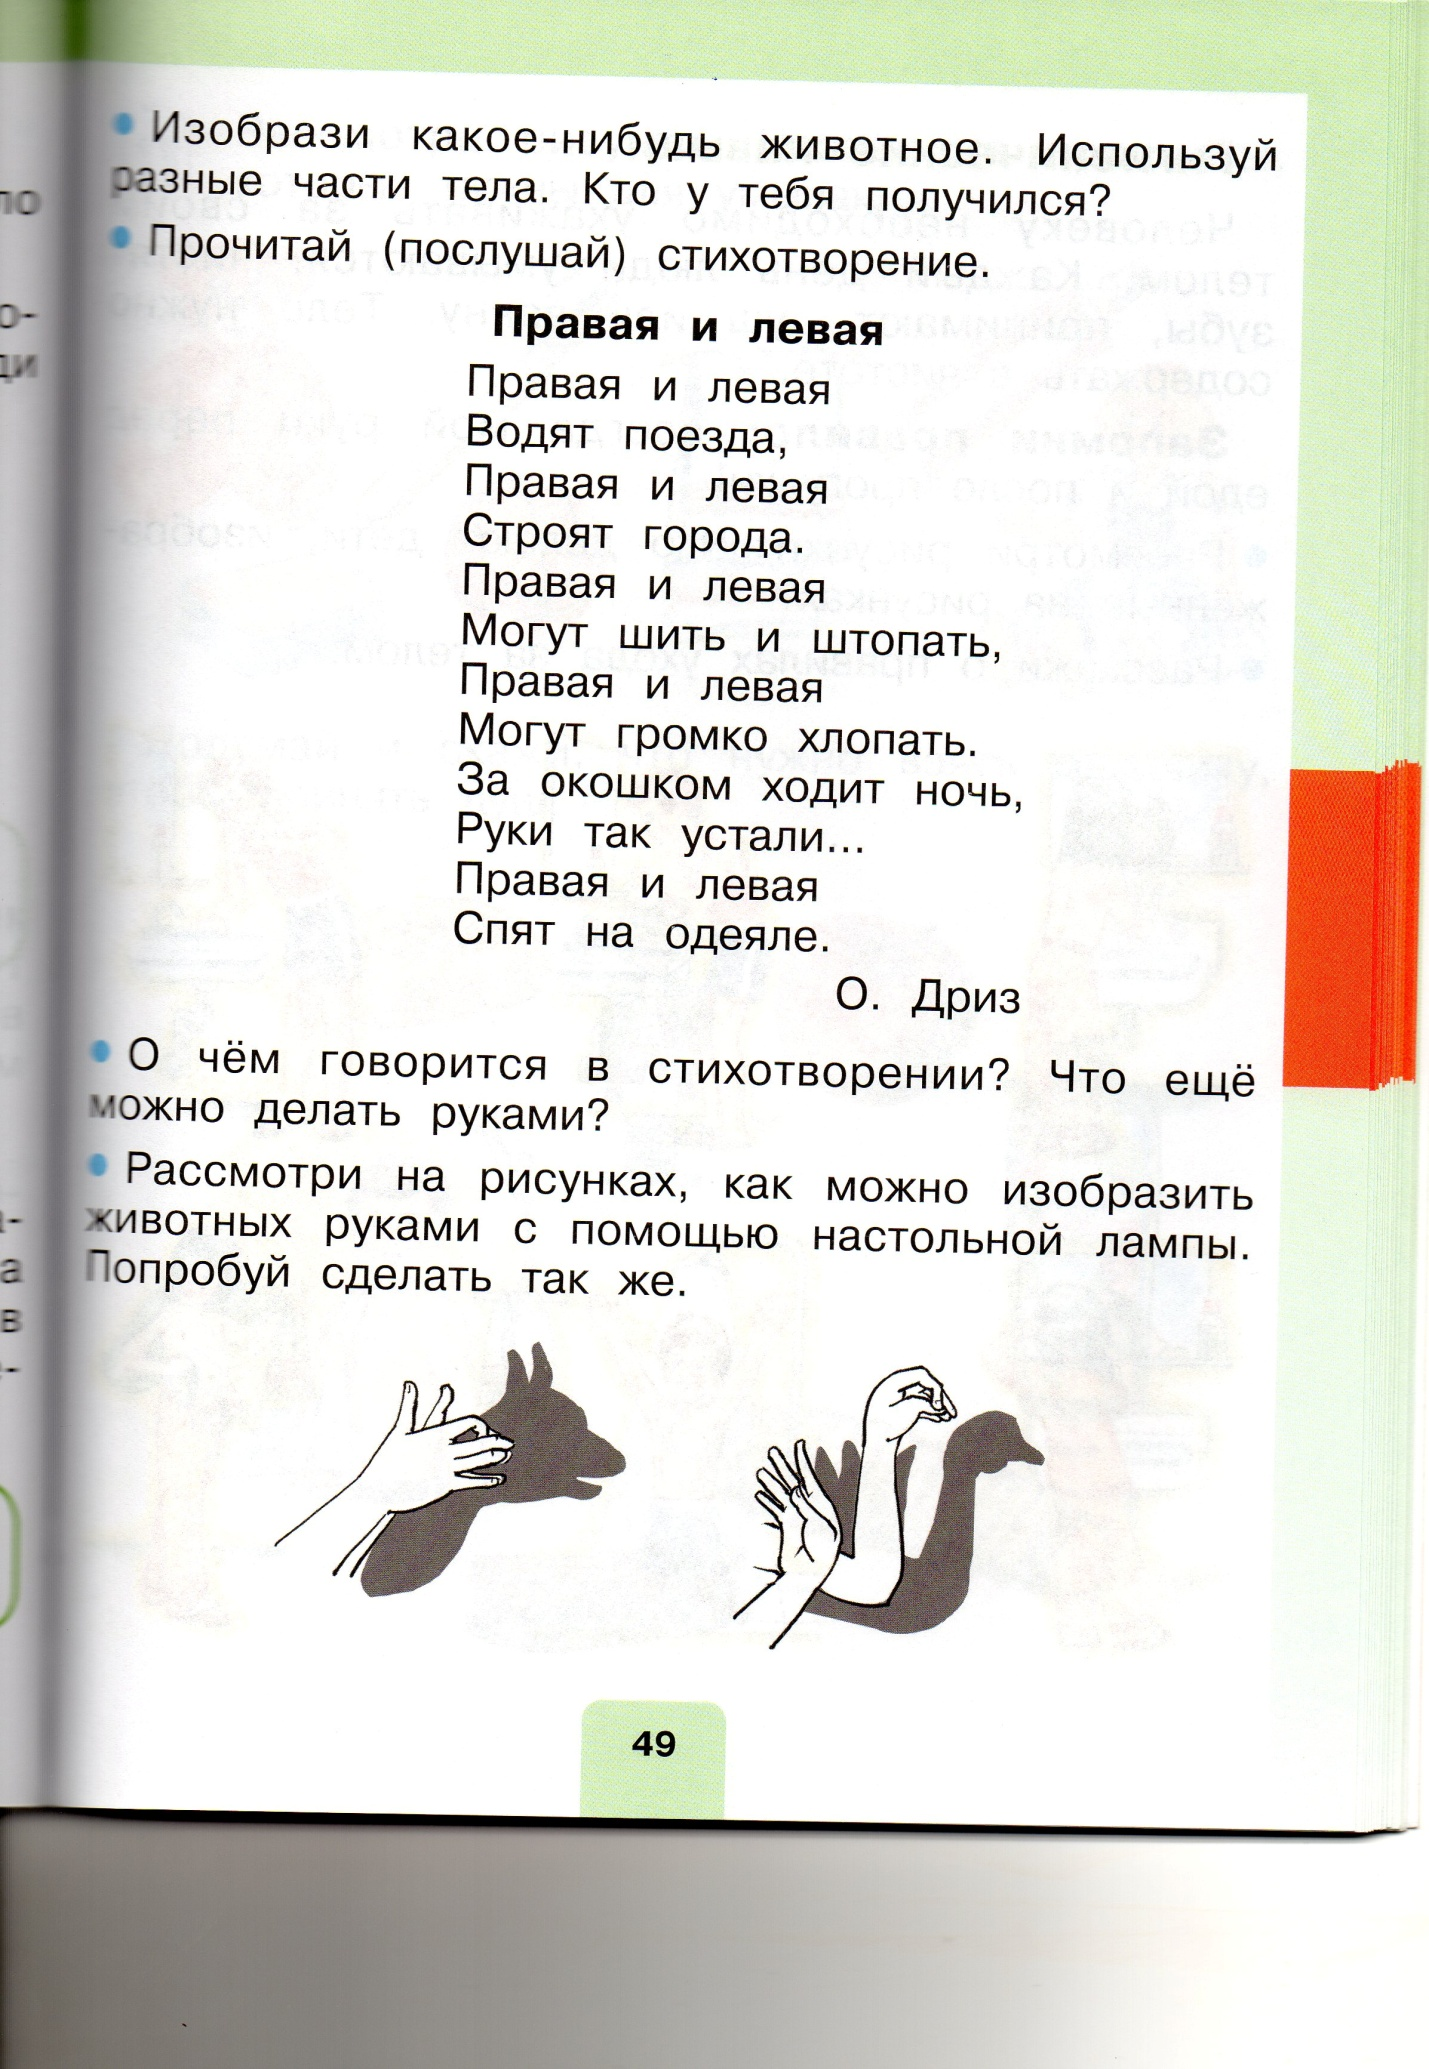 • Изобрази какое-нибудь животное. Используй
разные части тела. Кто у тебя получился?
• Прочитай (послушай) стихотворение.
Правая и левая
Правая и левая
Водят поезда,
Правая и левая
Строят города.
Правая и левая
Могут шить и штопать,
Правая и левая
Могут громко хлопать.
За окошком ходит ночь,
Руки так устали...
Правая и левая
Спят на одеяле.
О. Дриз
• О чём говорится в стихотворении? Что ещё
можно делать руками?
• Рассмотри на рисунках, как можно изобразить
животных руками с помощью настольной лампы.
Попробуй сделать так же.
49